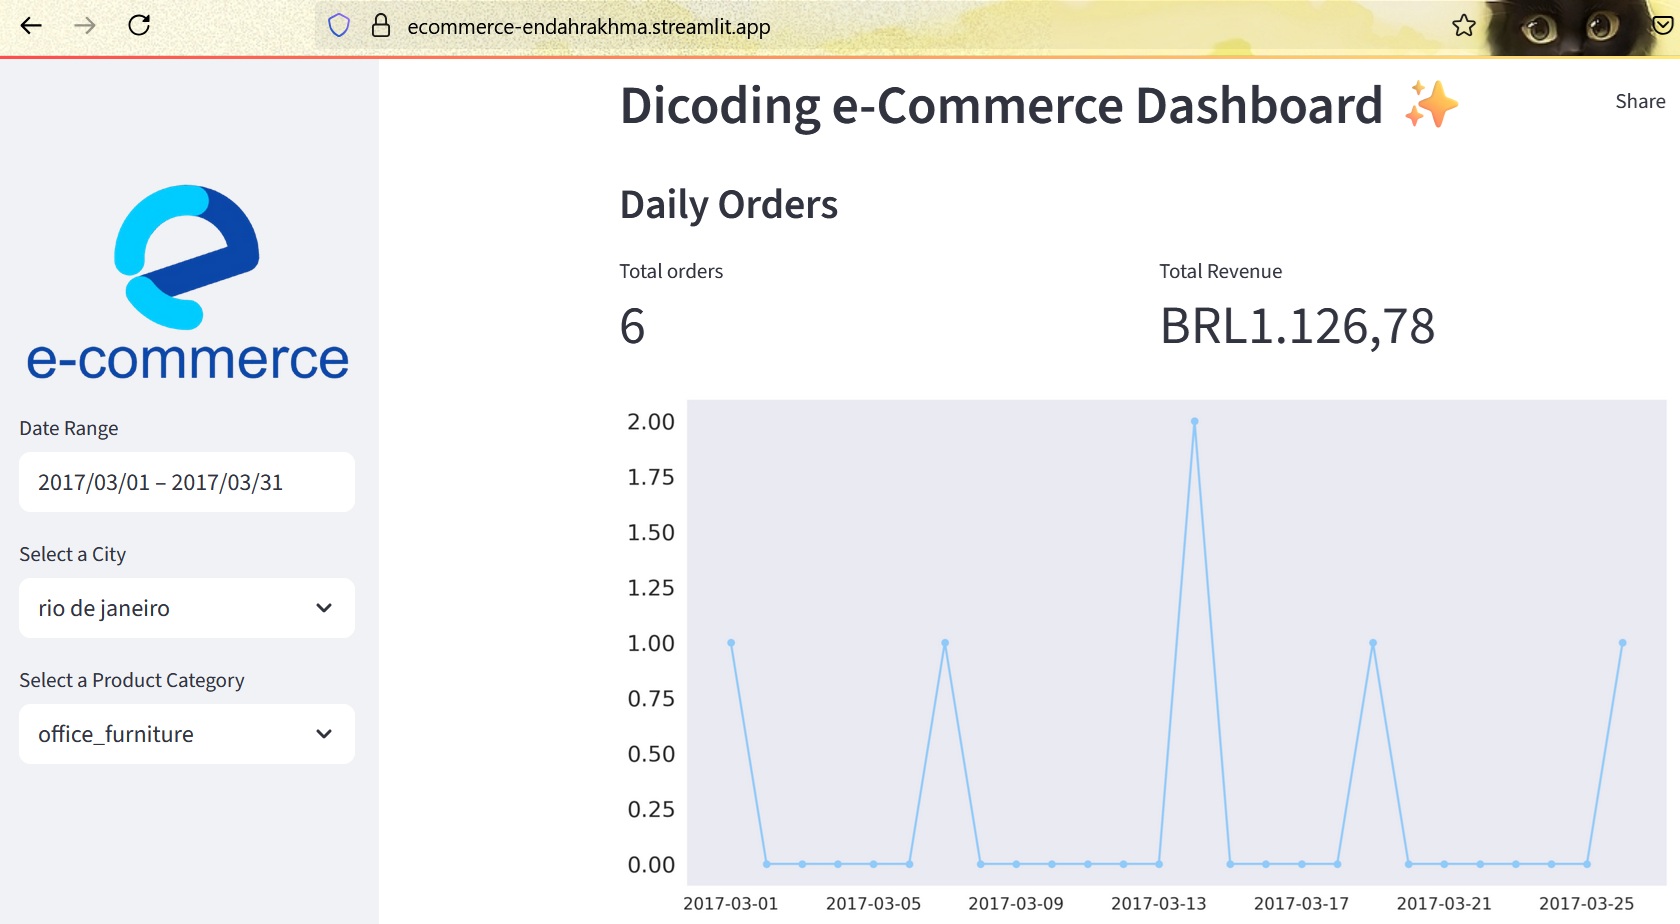 ecommerce-endahrakhma.streamlit.app
Share
e-commerce
Date Range
2017/03/01 – 2017/03/31
Select a City
rio de janeiro
Select a Product Category
office_furniture
Dicoding e-Commerce Dashboard ✨
Daily Orders
Total orders
6
Total Revenue
BRL1.126,78
2.00
1.75
1.50
1.25
1.00
0.75
0.50
0.25
0.00
2017-03-01 2017-03-05 2017-03-09 2017-03-13 2017-03-17 2017-03-21 2017-03-25